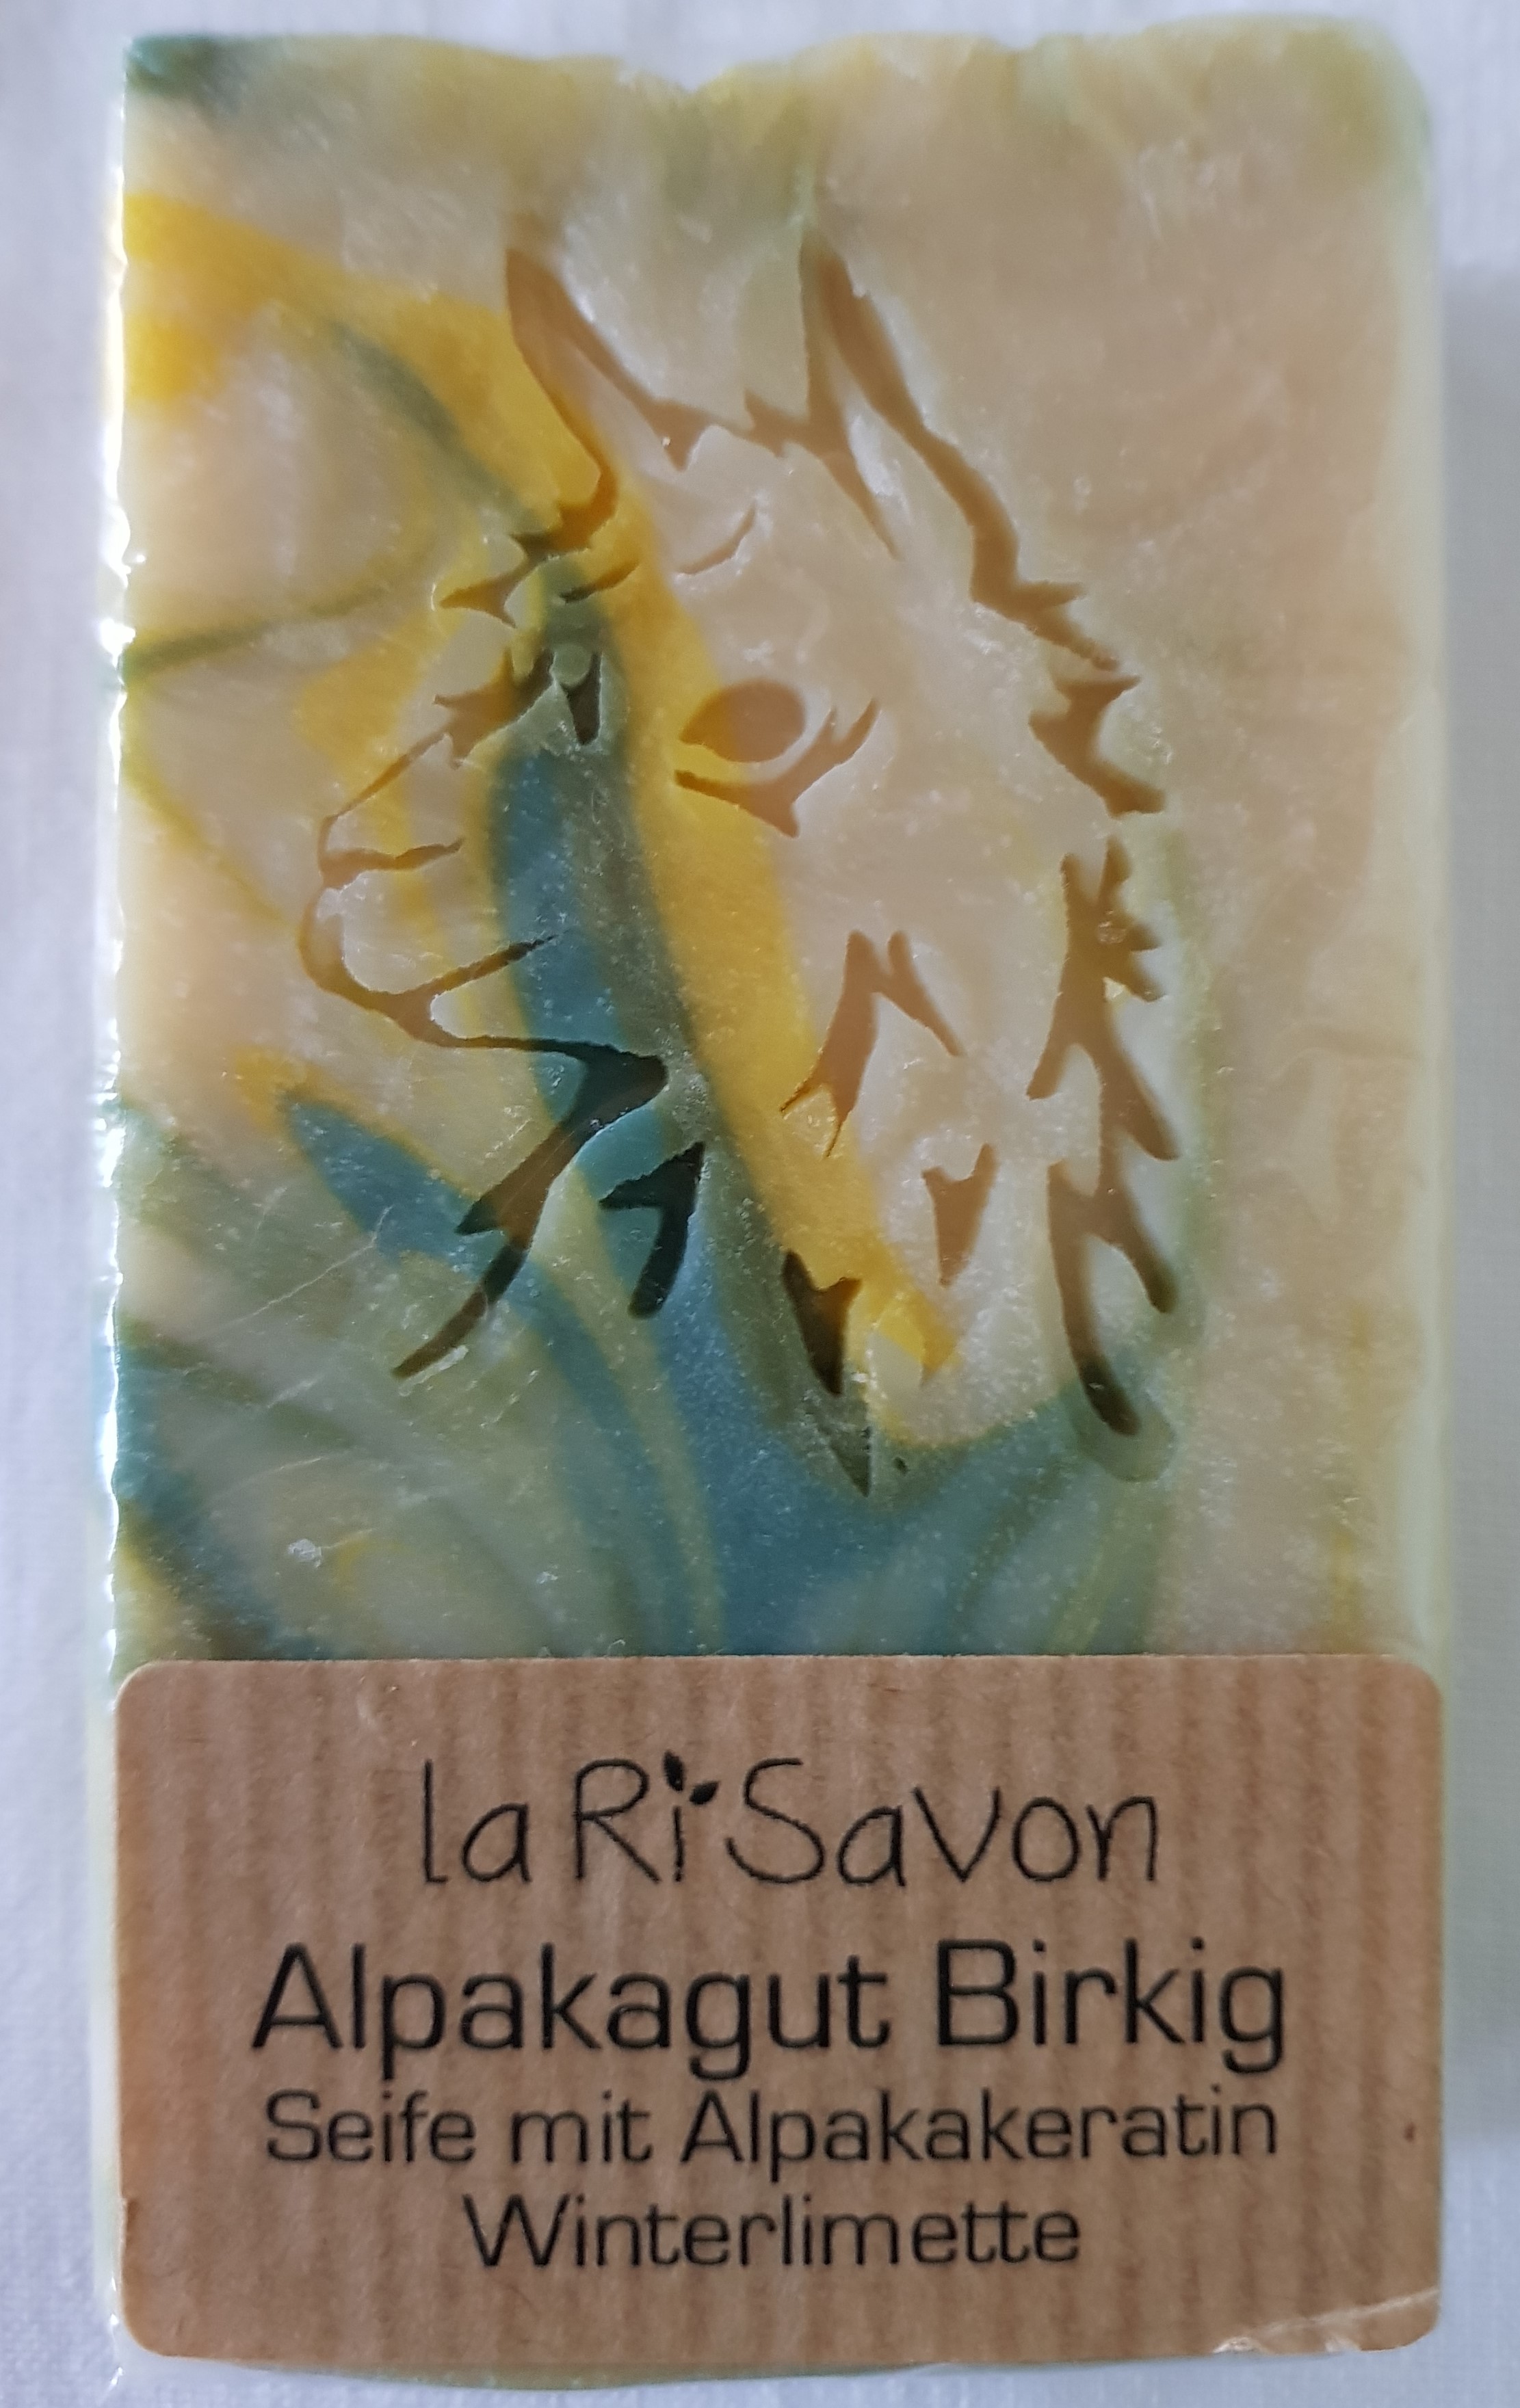 la Ri Savon
Alpakagut Birkig
Seife mit Alpakakeratin
Winterlimette